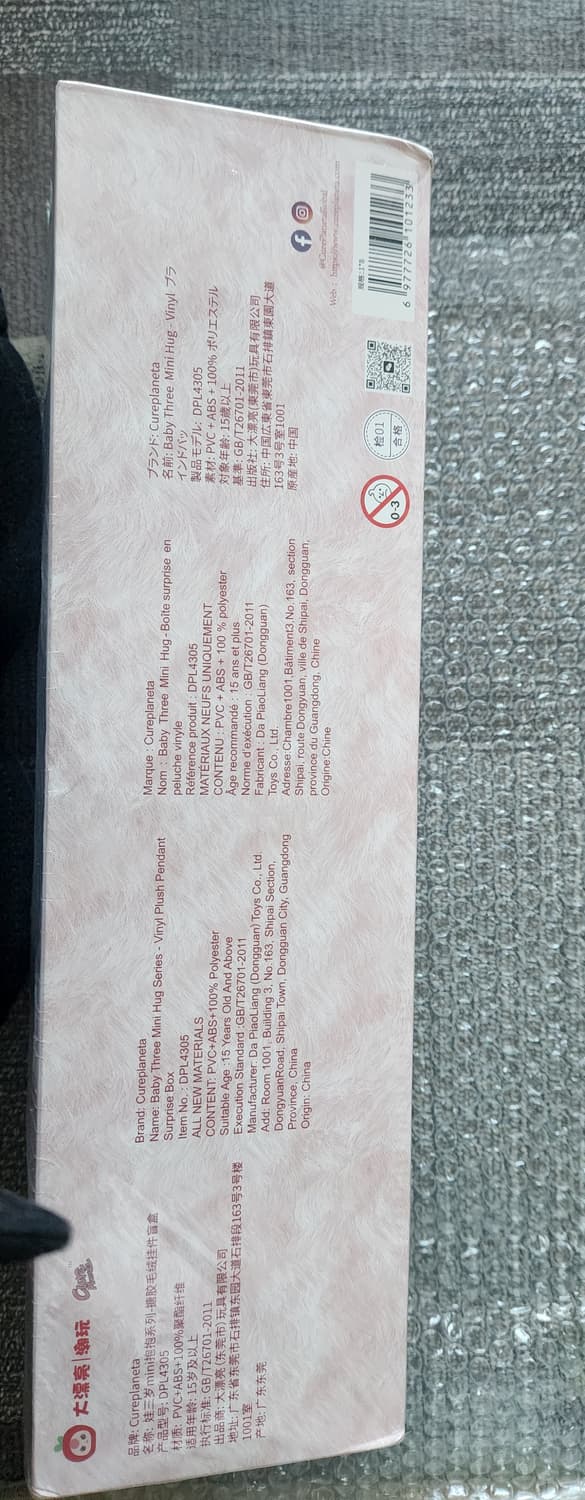 大漂亮|潮玩
品牌: Cureplaneta
名称: 娃三岁mini抱抱系列-搪胶毛绒挂件盲盒
产品型号: DPL4305
材质: PVC+ABS+100%聚酯纤维
适用年龄: 15岁及以上
执行标准: GB/T26701-2011
出品商: 大漂亮(东莞市)玩具有限公司
地址: 广东省东莞市石排镇东园大道石排段163号3号楼
1001室
产地: 广东东莞
Brand: Cureplaneta
Name: Baby Three Mini Hug Series - Vinyl Plush Pendant
Surprise Box
Item No. : DPL4305
ALL NEW MATERIALS
CONTENT: PVC+ABS+100% Polyester
Suitable Age :15 Years Old And Above
Execution Standard :GB/T26701-2011
Manufacturer: Da PiaoLiang (Dongguan) Toys Co., Ltd.
Add: Room 1001, Building 3, No.163, Shipai Section,
DongyuanRoad, Shipai Town, Dongguan City, Guangdong
Province, China
Origin: China
Marque : Cureplaneta
Nom : Baby Three Mini Hug - Boîte surprise en
peluche vinyle
Référence produit : DPL4305
MATÉRIAUX NEUFS UNIQUEMENT
CONTENU : PVC + ABS + 100 % polyester
Âge recommandé : 15 ans et plus
Norme d'exécution : GB/T26701-2011
Fabricant : Da PiaoLiang (Dongguan)
Toys Co., Ltd.
Adresse:Chambre1001,Bâtiment3,No.163, section
Shipai, route Dongyuan, ville de Shipai, Dongguan,
province du Guangdong, Chine
Origine:Chine
ブランド: Cureplaneta
名前: Baby Three Mini Hug - Vinyl ブラ
インドバッ
製品モデル: DPL4305
素材: PVC + ABS + 100% ポリエステル
対象年齢: 15歳以上
基準: GB/T26701-2011
出版社: 大漂亮(東莞市)玩具有限公司
住所: 中国広東省東莞市石排鎮東園大道
163号3号室1001
原産地: 中国
Web : https://www.cureplaneta.com
0-3
检01
合格
规格:1*8
6 977726 101233